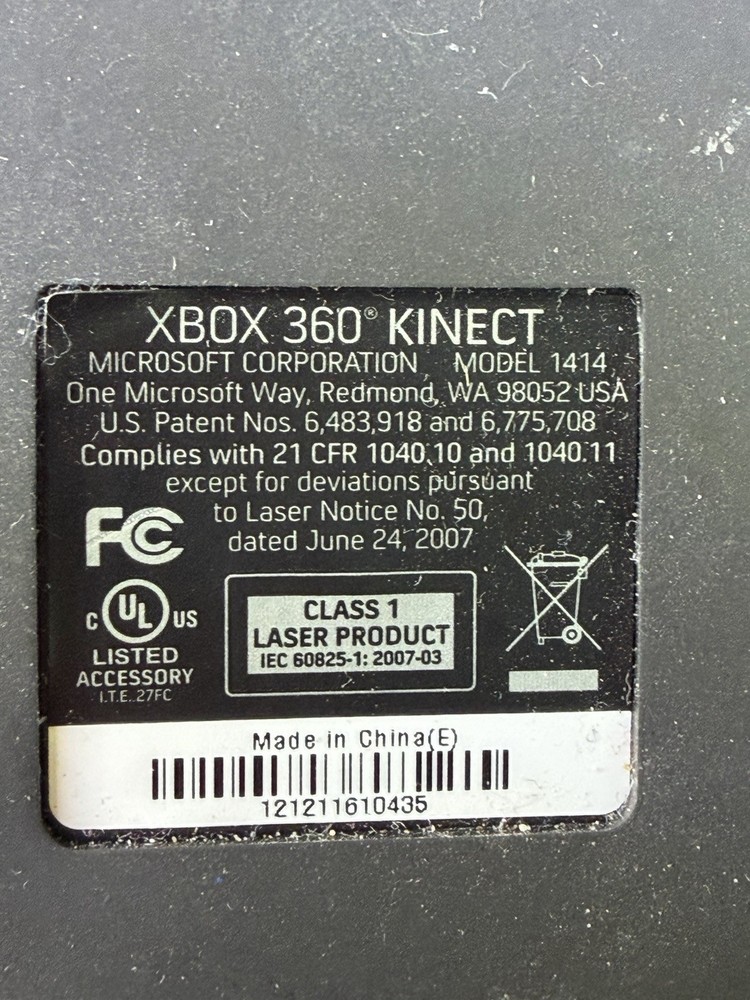 XBOX 360® KINECT
MICROSOFT CORPORATION MODEL 1414
One Microsoft Way, Redmond, WA 98052 USA
U.S. Patent Nos. 6,483,918 and 6,775,708
Complies with 21 CFR 1040.10 and 1040.11
except for deviations pursuant
to Laser Notice No. 50,
dated June 24, 2007
FC
C UL US
LISTED
ACCESSORY
I.T.E. 27FC
CLASS 1
LASER PRODUCT
IEC 60825-1: 2007-03
Made in China(E)
121211610435